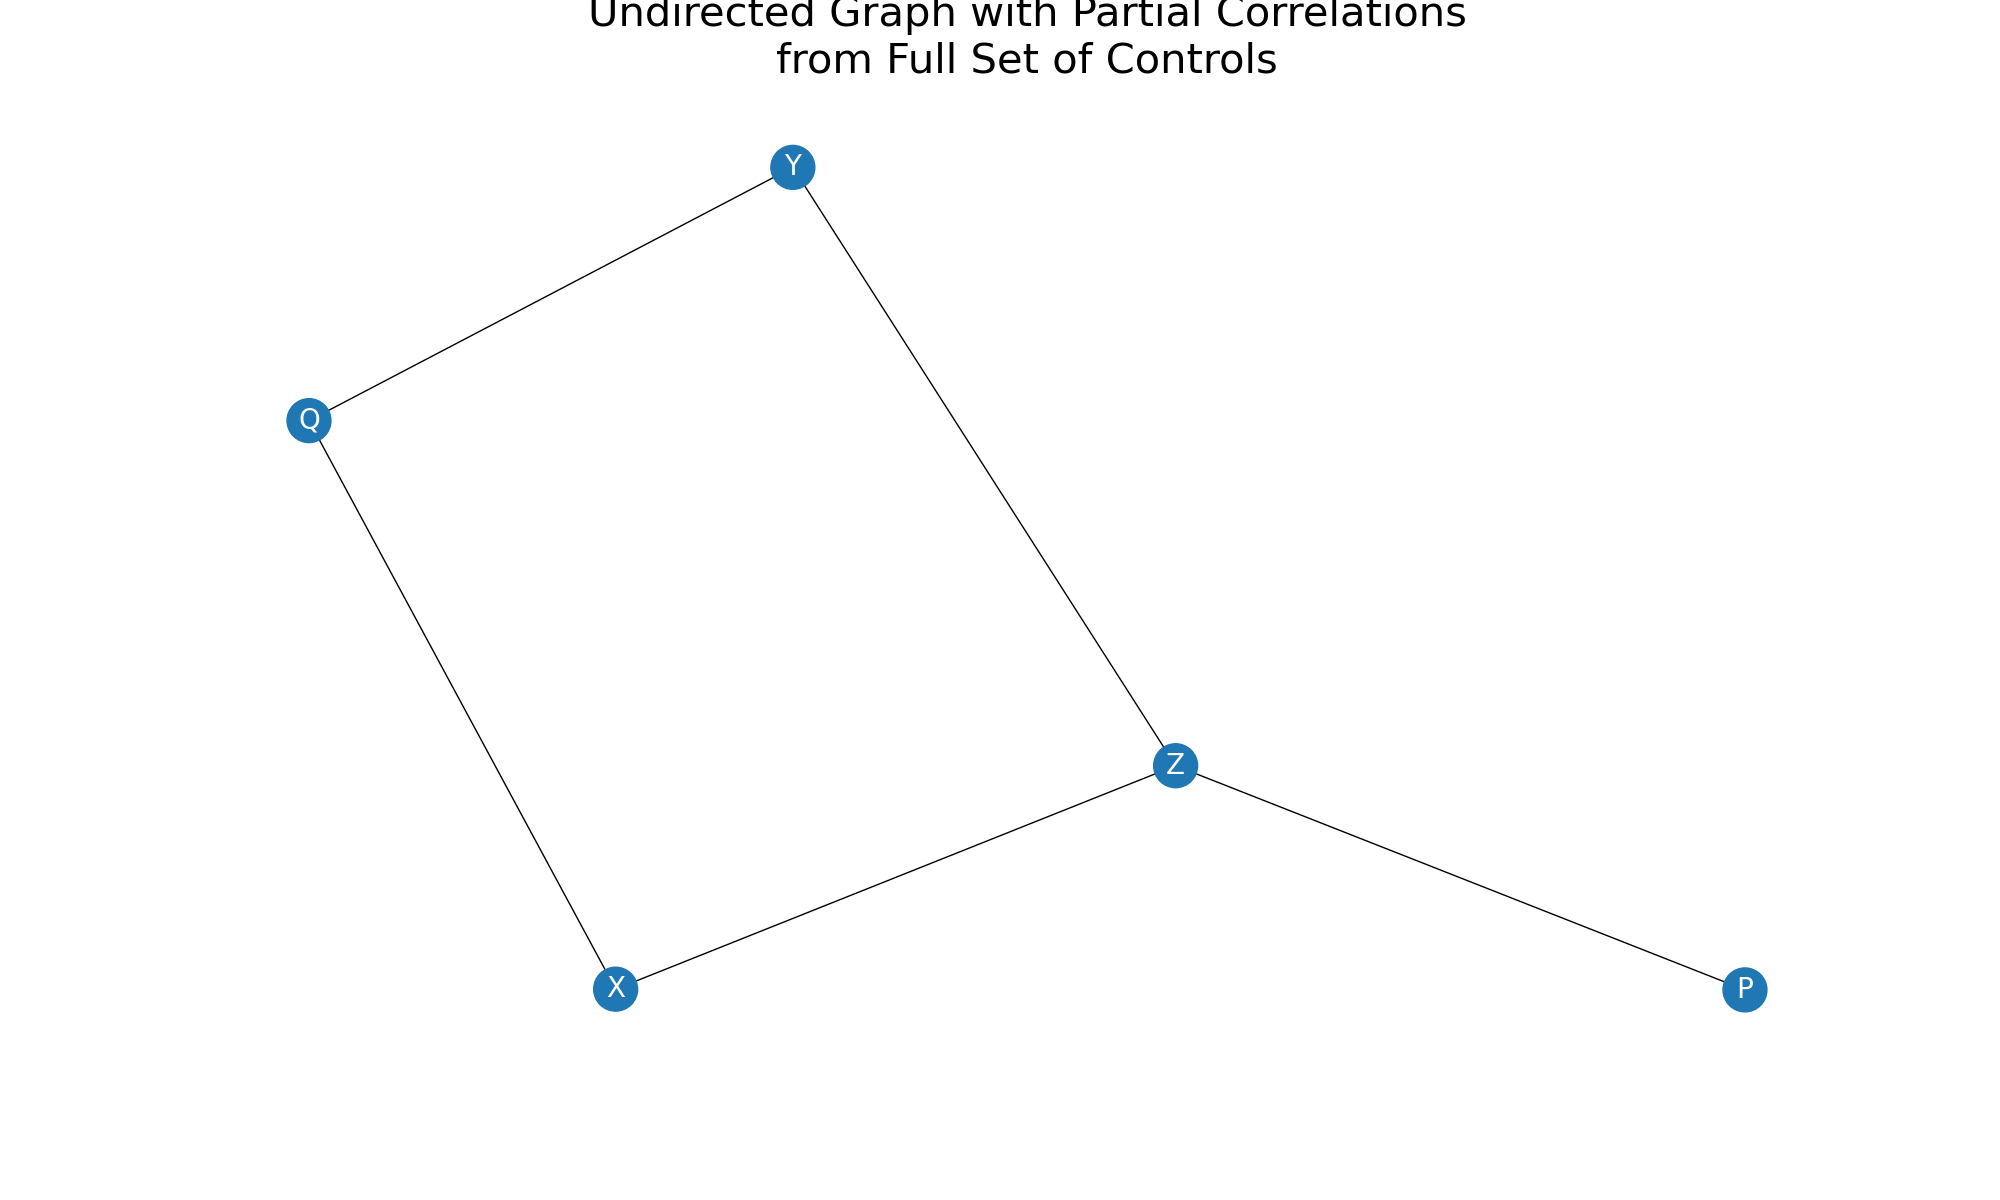 Undirected Graph with Partial Correlations
from Full Set of Controls
Y
Q
Z
X
P